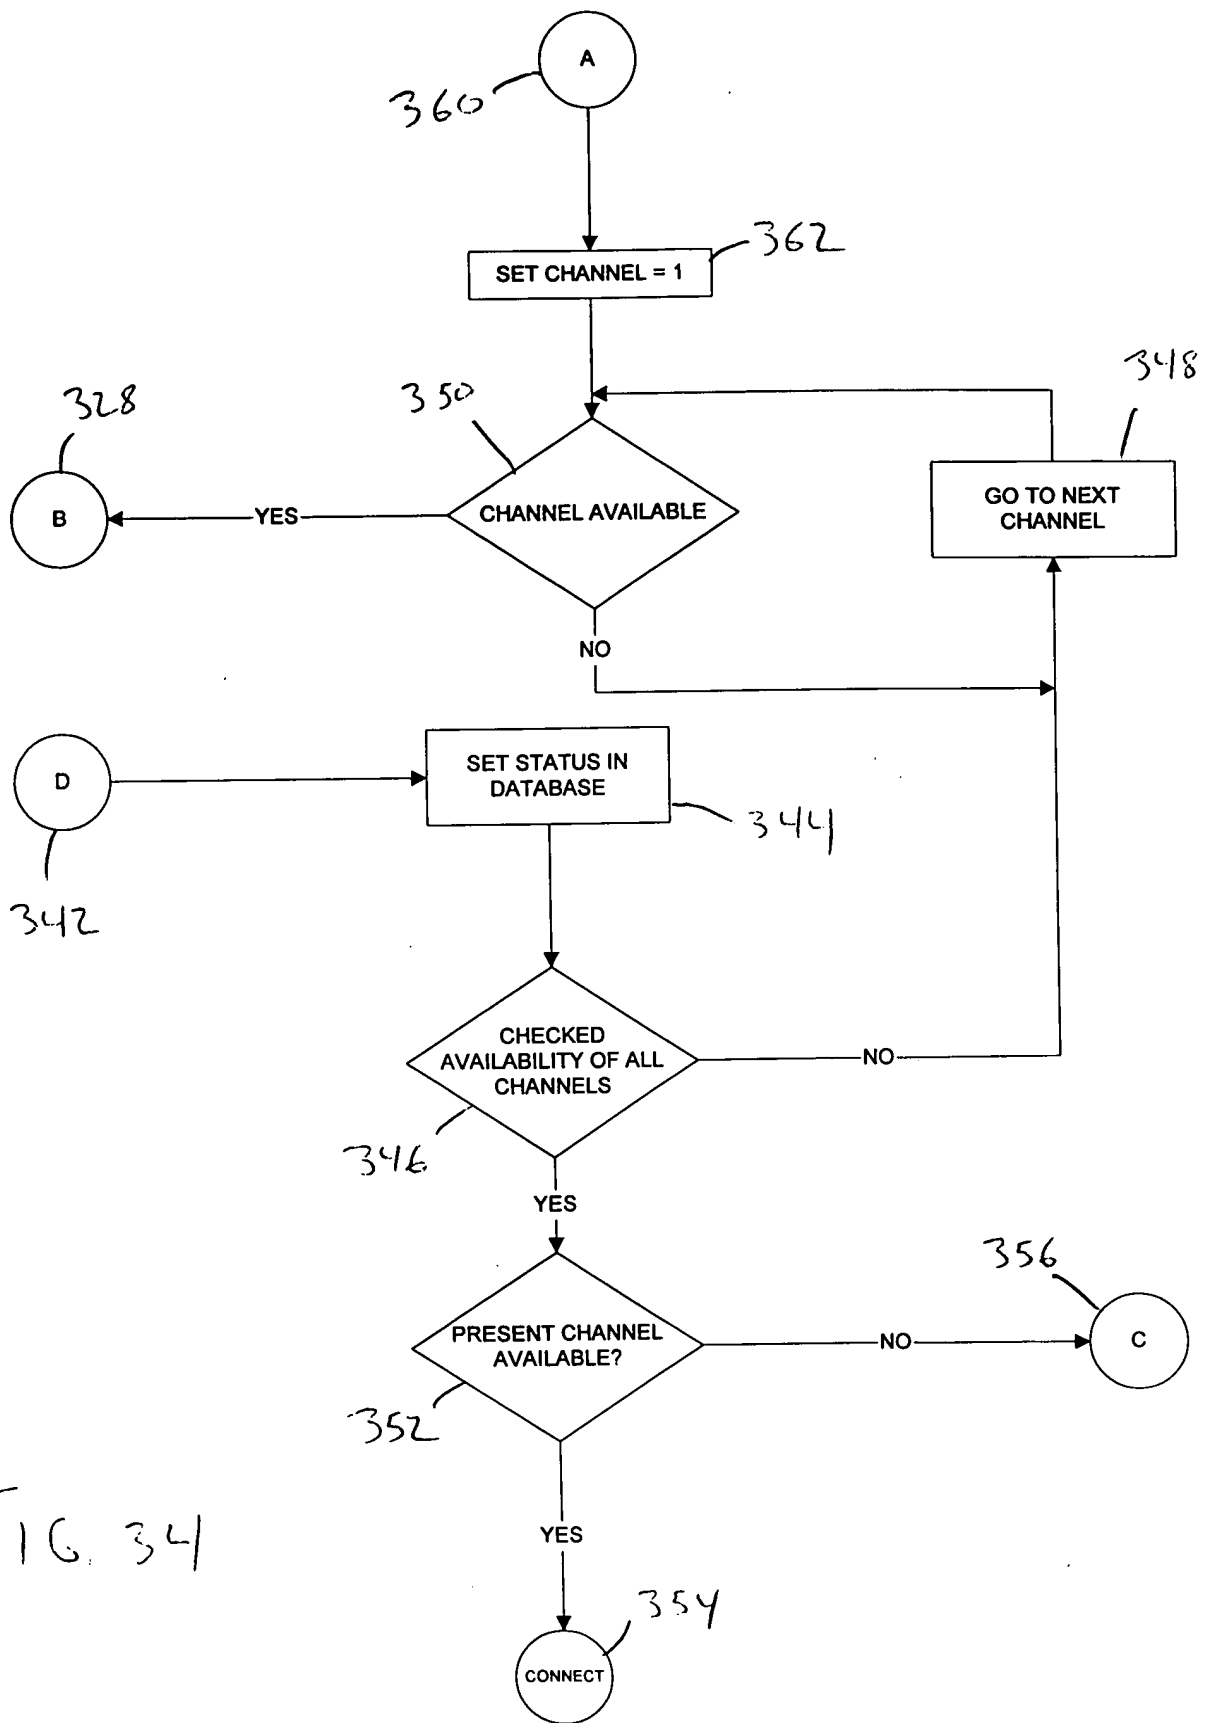 A
360
SET CHANNEL = 1
362
348
350
328
B
YES
CHANNEL AVAILABLE
GO TO NEXT
CHANNEL
NO
D
SET STATUS IN
DATABASE
344
342
CHECKED
AVAILABILITY OF ALL
CHANNELS
NO
346
YES
356
PRESENT CHANNEL
AVAILABLE?
NO
C
352
YES
FIG. 34
354
CONNECT